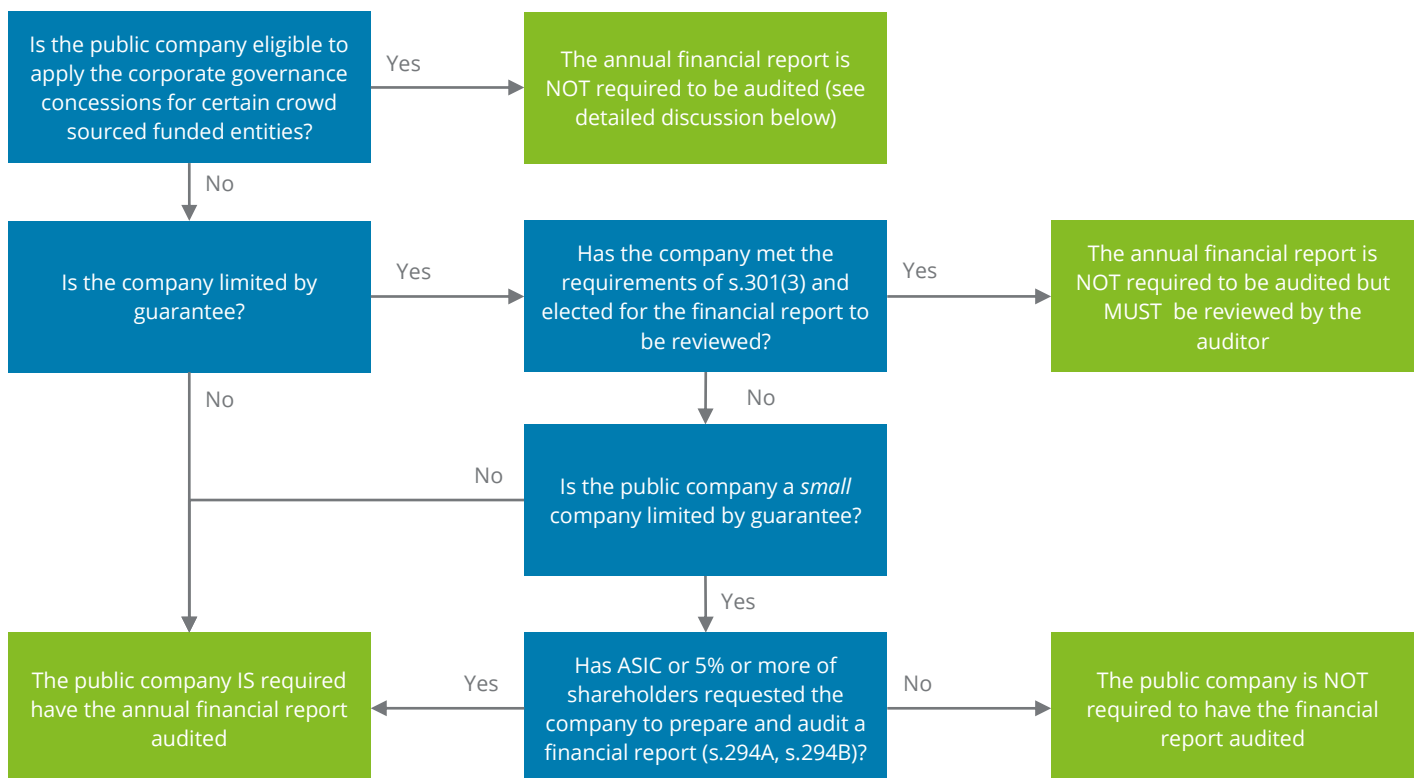 Is the public company eligible to
apply the corporate governance
concessions for certain crowd
sourced funded entities?
Yes
The annual financial report is
NOT required to be audited (see
detailed discussion below)
No
Is the company limited by
guarantee?
Yes
Has the company met the
requirements of s.301(3) and
elected for the financial report to
be reviewed?
Yes
The annual financial report is
NOT required to be audited but
MUST be reviewed by the
auditor
No
No
No
Is the public company a small
company limited by guarantee?
Yes
The public company IS required
have the annual financial report
audited
Yes
Has ASIC or 5% or more of
shareholders requested the
company to prepare and audit a
financial report (s.294A, s.294B)?
No
The public company is NOT
required to have the financial
report audited